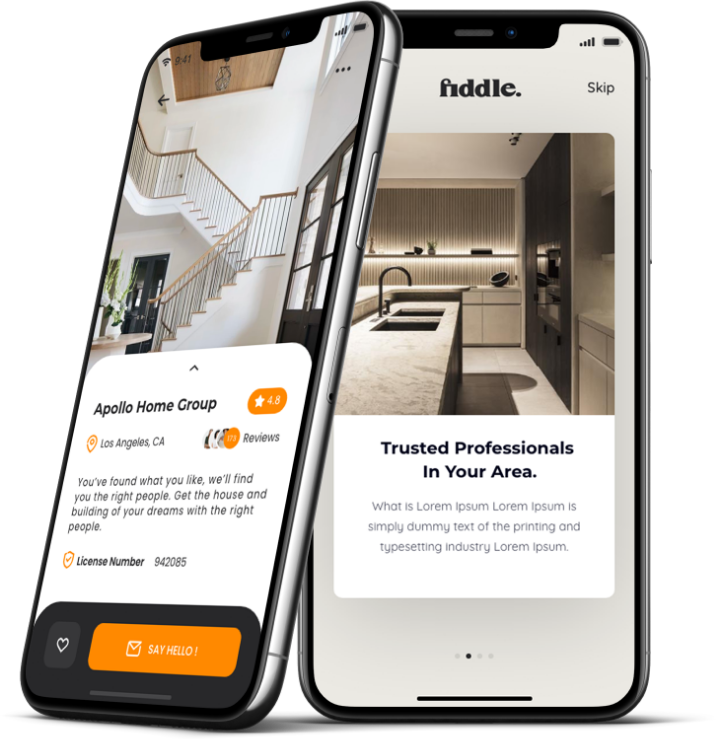 9:41
Apollo Home Group
4.8
Los Angeles, CA
173
Reviews
You've found what you like, we'll find
you the right people. Get the house and
building of your dreams with the right
people.
License Number 942085
SAY HELLO !
fiddle.
Skip
Trusted Professionals
In Your Area.
What is Lorem Ipsum Lorem Ipsum is
simply dummy text of the printing and
typesetting industry Lorem Ipsum.